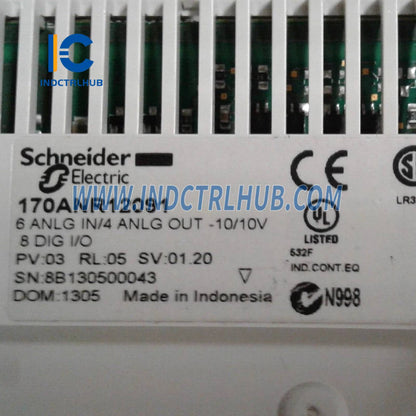 INDCTRLHUB
Schneider
Electric
WWW.INDCTRLHUB.COM
170ANR12091
6 ANLG IN/4 ANLG OUT -10/10V
8 DIG I/O
PV:03 RL:05 SV:01.20
SN:8B130500043
DOM:1305 Made in Indonesia
CE
UL
LISTED
532F
IND.CONT.EQ
N998
LR3